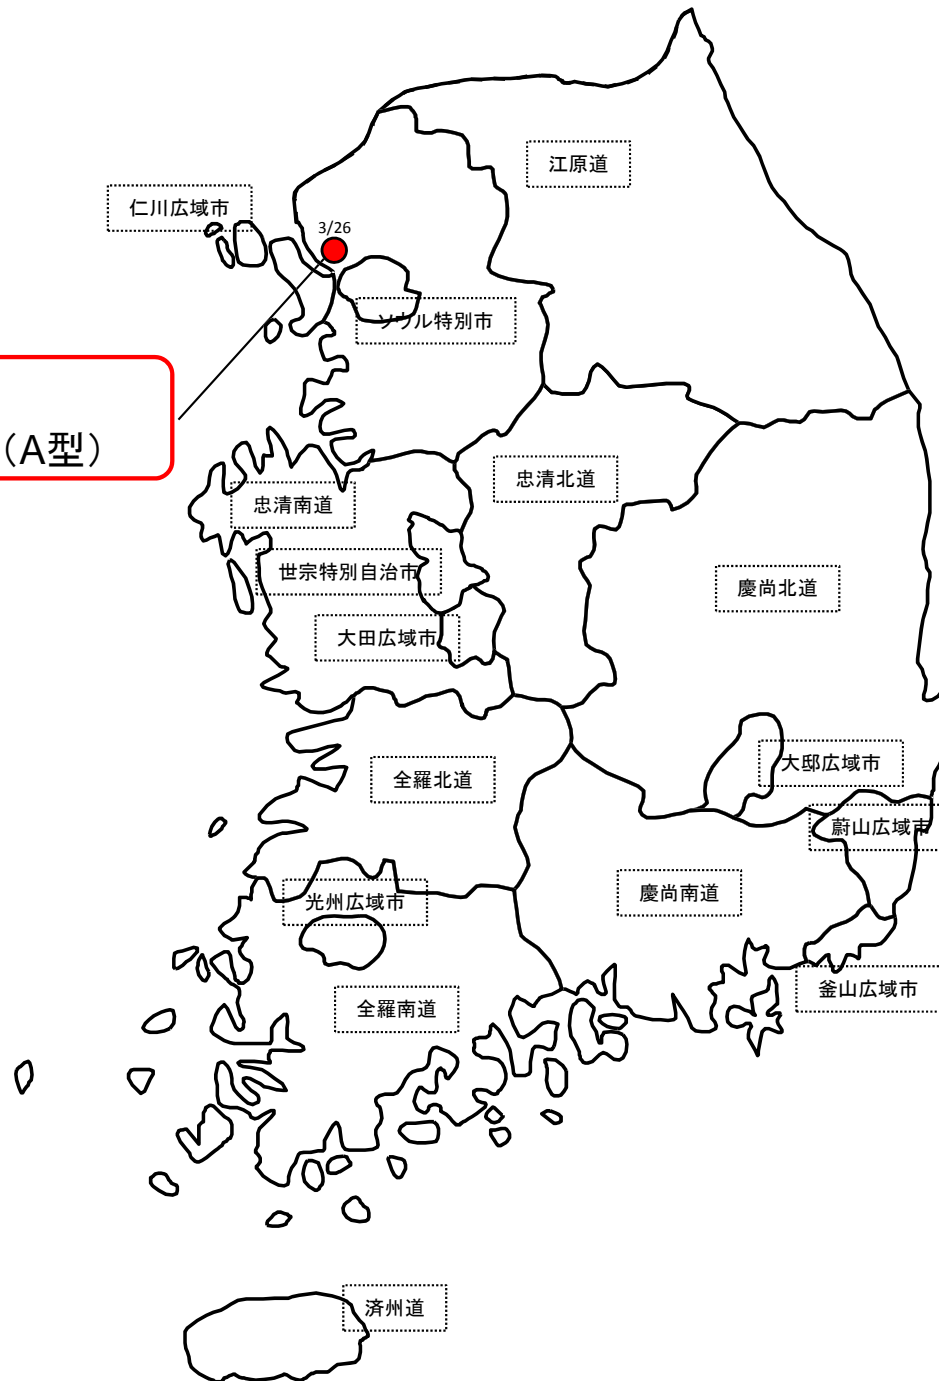 江原道
仁川広域市
3/26
ソウル特別市
（A型）
忠清北道
忠清南道
世宗特別自治市
慶尚北道
大田広域市
大邱広域市
全羅北道
蔚山広域市
慶尚南道
光州広域市
釜山広域市
全羅南道
済州道